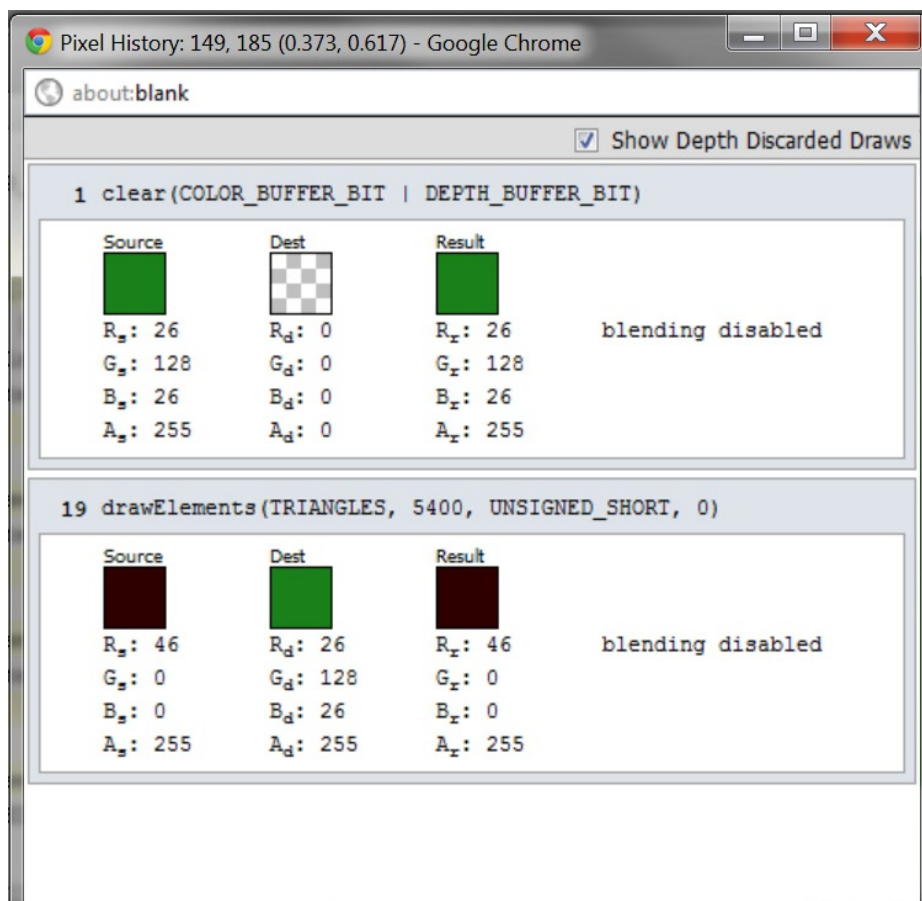 Pixel History: 149, 185 (0.373, 0.617) - Google Chrome
about:blank
Show Depth Discarded Draws
1 clear(COLOR_BUFFER_BIT | DEPTH_BUFFER_BIT)
Source Dest Result
Rs: 26 Rd: 0 Rr: 26 blending disabled
Gs: 128 Gd: 0 Gr: 128
Bs: 26 Bd: 0 Br: 26
As: 255 Ad: 0 Ar: 255
19 drawElements(TRIANGLES, 5400, UNSIGNED_SHORT, 0)
Source Dest Result
Rs: 46 Rd: 26 Rr: 46 blending disabled
Gs: 0 Gd: 128 Gr: 0
Bs: 0 Bd: 26 Br: 0
As: 255 Ad: 255 Ar: 255